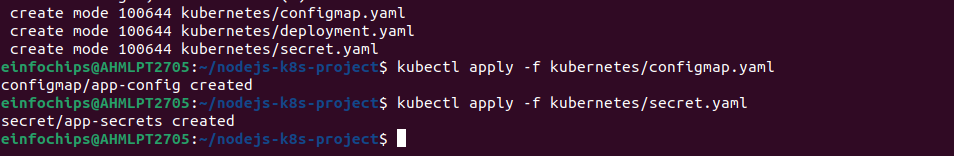 create mode 100644 kubernetes/configmap.yaml
create mode 100644 kubernetes/deployment.yaml
create mode 100644 kubernetes/secret.yaml
einfochips@AHMLPT2705:~/nodejs-k8s-project$ kubectl apply -f kubernetes/configmap.yaml
configmap/app-config created
einfochips@AHMLPT2705:~/nodejs-k8s-project$ kubectl apply -f kubernetes/secret.yaml
secret/app-secrets created
einfochips@AHMLPT2705:~/nodejs-k8s-project$